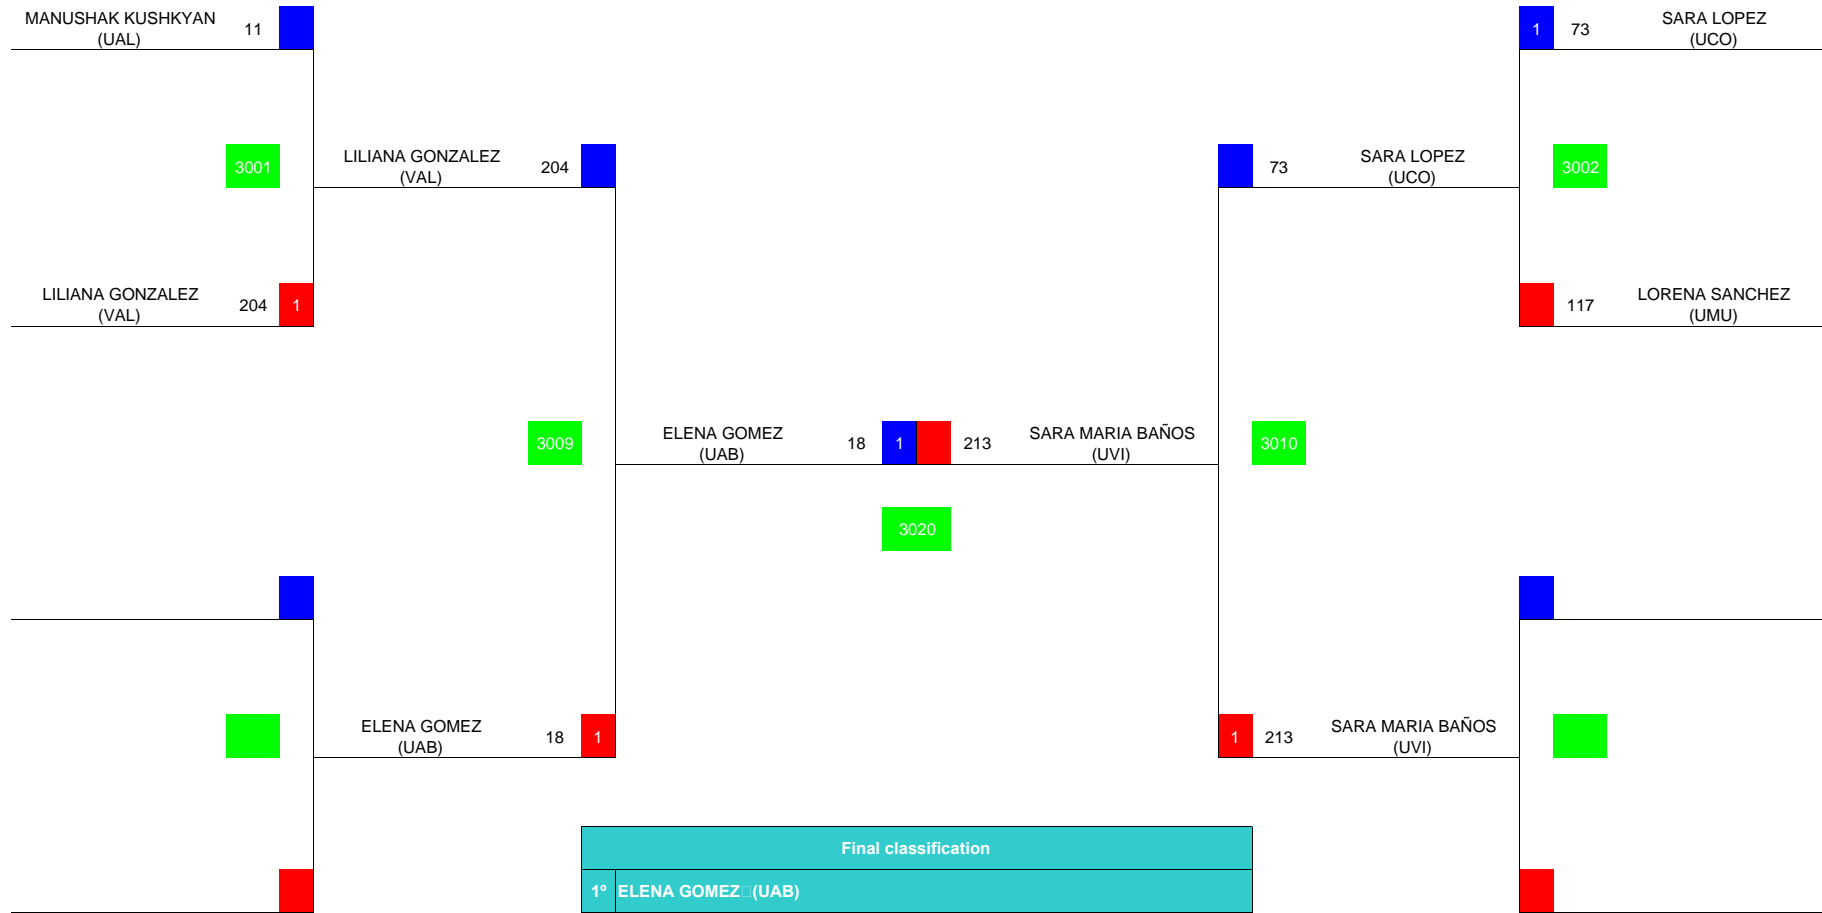 MANUSHAK KUSHKYAN
(UAL)
11
1
73
SARA LOPEZ
(UCO)
3001
LILIANA GONZALEZ
(VAL)
204
73
SARA LOPEZ
(UCO)
3002
LILIANA GONZALEZ
(VAL)
204
1
117
LORENA SANCHEZ
(UMU)
3009
ELENA GOMEZ
(UAB)
18
1
213
SARA MARIA BAÑOS
(UVI)
3010
3020
ELENA GOMEZ
(UAB)
18
1
1
213
SARA MARIA BAÑOS
(UVI)
Final classification
1º ELENA GOMEZ□(UAB)